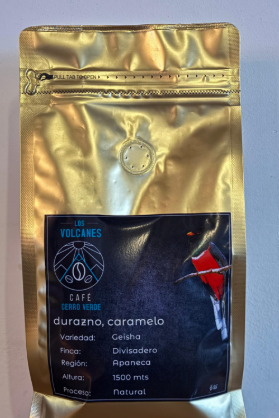 PULL TAB TO OPEN
LOS
VOLCANES
CAFE
CERRO VERDE
durazno, caramelo
Variedad: Geisha
Finca: Divisadero
Región: Apaneca
Altura: 1500 mts
Proceso: Natural